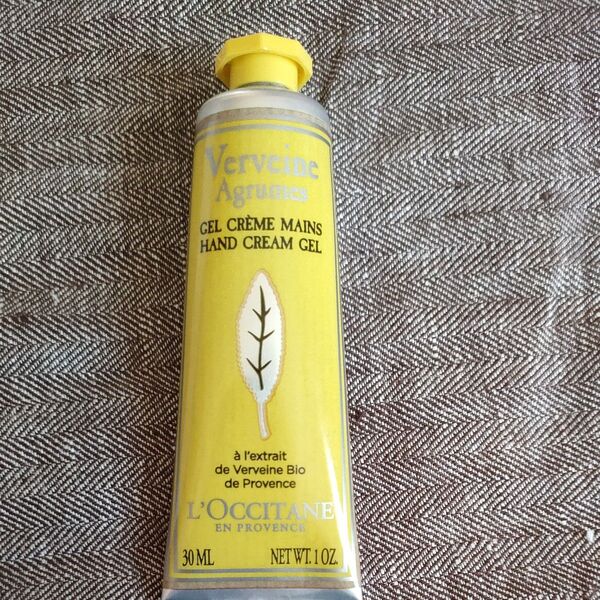 Verveine
Agrumes
GEL CRÈME MAINS
HAND CREAM GEL
à l'extrait
de Verveine Bio
de Provence
L'OCCITANE
EN PROVENCE
30 ML NET WT. 1 OZ.